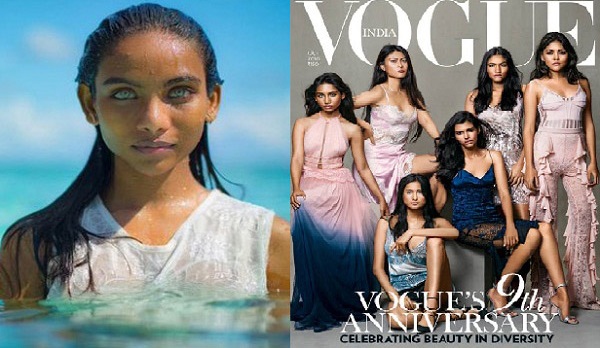 VOGUE
INDIA
VOGUE'S 9th
ANNIVERSARY
CELEBRATING BEAUTY IN DIVERSITY